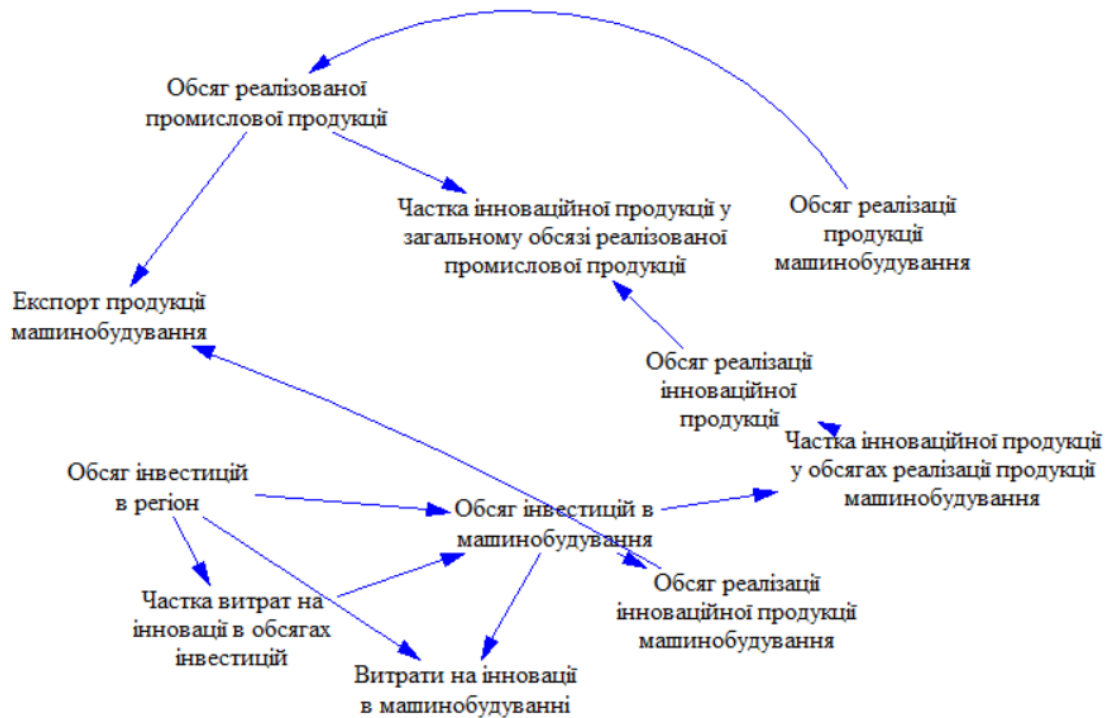 Обсяг реалізованої
промислової продукції
Частка інноваційної продукції у
загальному обсязі реалізованої
промислової продукції
Обсяг реалізації
продукції
машинобудування
Експорт продукції
машинобудування
Обсяг реалізації
інноваційної
продукції
Частка інноваційної продукції
у обсягах реалізації продукції
машинобудування
Обсяг інвестицій
в регіон
Обсяг інвестицій в
машинобудування
Частка витрат на
інновації в обсягах
інвестицій
Обсяг реалізації
інноваційної продукції
машинобудування
Витрати на інновації
в машинобудуванні